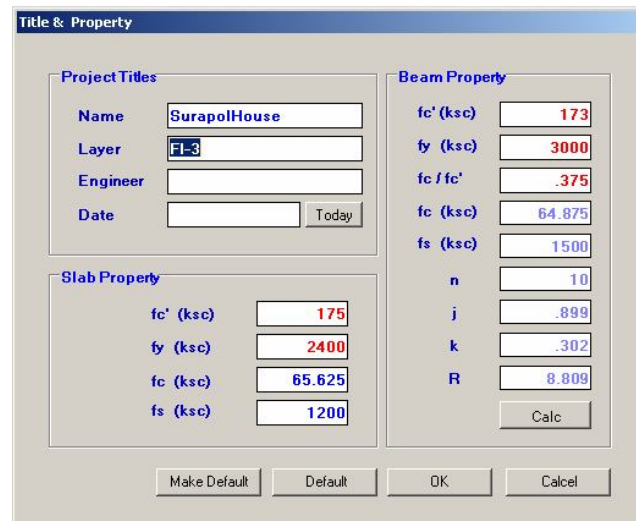 Title & Property
Project Titles
Name SurapolHouse
Layer Fl-3
Engineer
Date Today
Slab Property
fc' (ksc) 175
fy (ksc) 2400
fc (ksc) 65.625
fs (ksc) 1200
Beam Property
fc' (ksc) 173
fy (ksc) 3000
fc / fc' .375
fc (ksc) 64.875
fs (ksc) 1500
n 10
j .899
k .302
R 8.809
Calc
Make Default Default OK Calcel